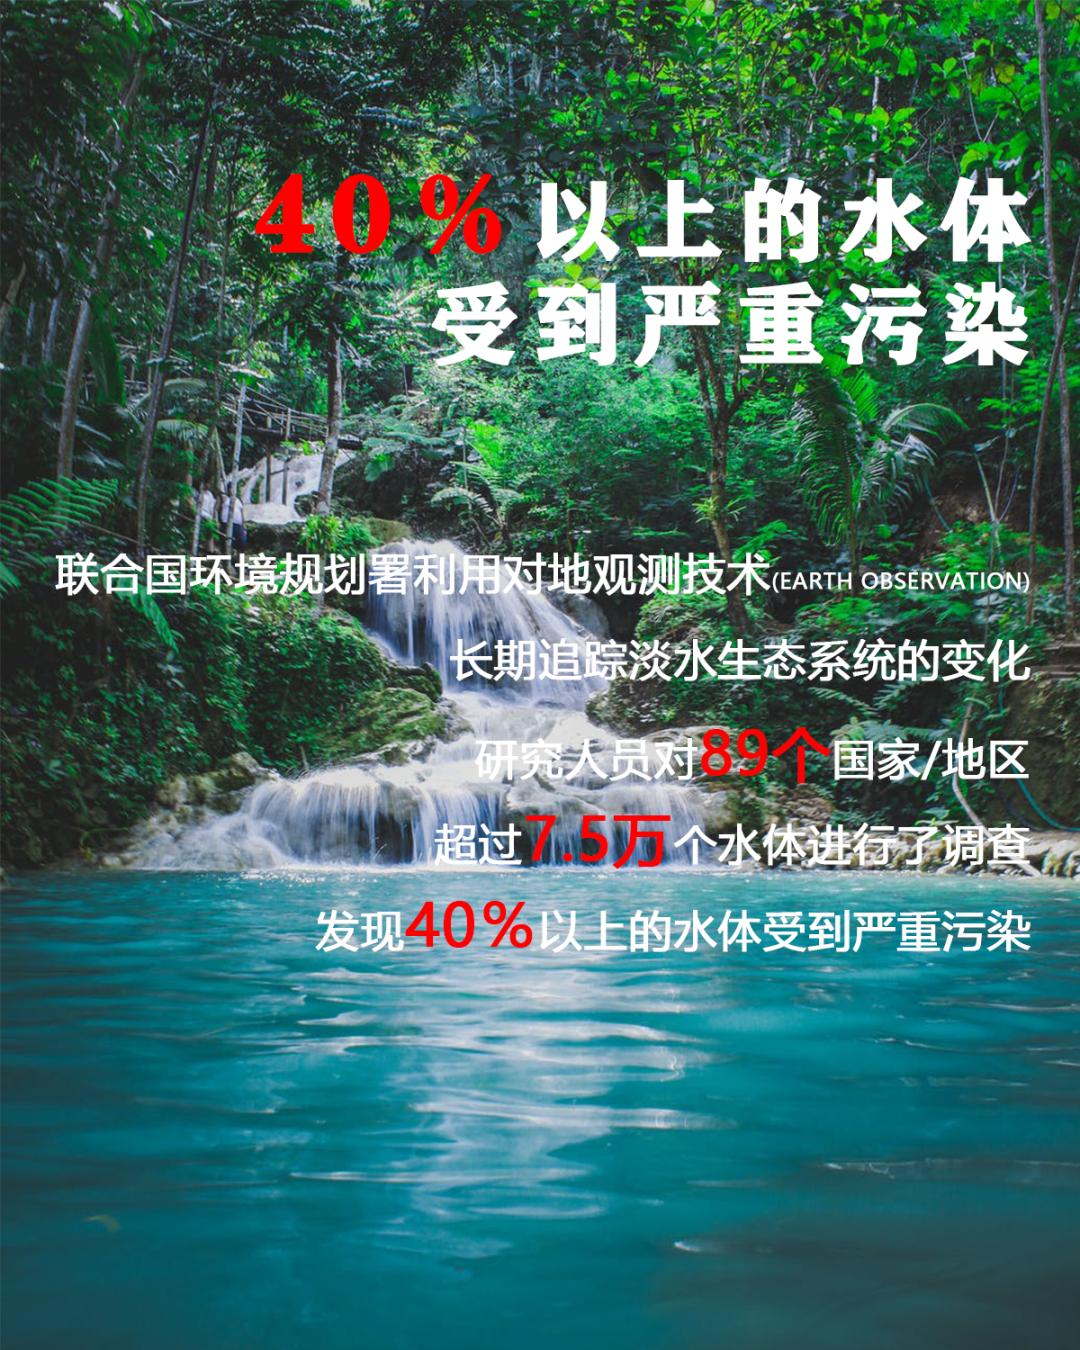 40%以上的水体
受到严重污染
联合国环境规划署利用对地观测技术(EARTH OBSERVATION)
长期追踪淡水生态系统的变化
研究人员对89个国家/地区
超过7.5万个水体进行了调查
发现40%以上的水体受到严重污染